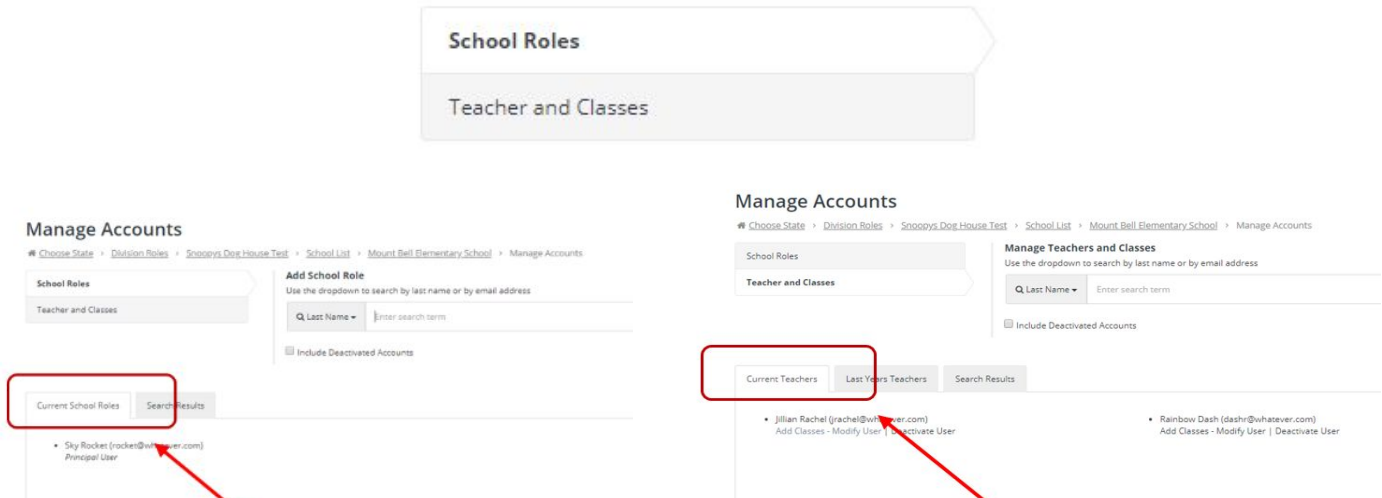 School Roles
Teacher and Classes
Manage Accounts
Choose State › Division Roles › Snoopys Dog House Test › School List › Mount Bell Elementary School › Manage Accounts
School Roles
Teacher and Classes
Add School Role
Use the dropdown to search by last name or by email address
Last Name
Enter search term
Include Deactivated Accounts
Current School Roles
Search Results
Sky Rocket (rocket@whatever.com)
Principal User
Manage Accounts
Choose State › Division Roles › Snoopys Dog House Test › School List › Mount Bell Elementary School › Manage Accounts
School Roles
Teacher and Classes
Manage Teachers and Classes
Use the dropdown to search by last name or by email address
Last Name
Enter search term
Include Deactivated Accounts
Current Teachers
Last Years Teachers
Search Results
• Jillian Rachel (jrachel@whatever.com)
Add Classes - Modify User | Deactivate User
• Rainbow Dash (dashr@whatever.com)
Add Classes - Modify User | Deactivate User